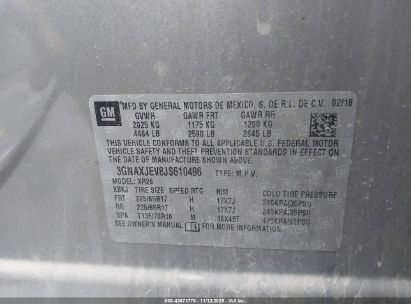 GM
MFD BY GENERAL MOTORS DE MEXICO, S. DE R.L. DE C.V. 02/18
GVWR GAWR FRT GAWR RR
2025 KG 1175 KG 1200 KG
4464 LB 2590 LB 2645 LB
THIS VEHICLE CONFORMS TO ALL APPLICABLE U.S. FEDERAL MOTOR
VEHICLE SAFETY AND THEFT PREVENTION STANDARDS IN EFFECT ON
THE DATE OF MANUFACTURE SHOWN ABOVE.
3GNAXJEV8JS610496 TYPE: M.P.V.
MODEL: XR26
XBKJ TIRE SIZE SPEED RTG RIM COLD TIRE PRESSURE
FRT 225/65R17 H 17X7J 240KPA(35PSI)
RR 225/65R17 H 17X7J 240KPA(35PSI)
SPA T135/70R16 M 16X4BT 420KPA(60PSI)
SEE OWNER'S MANUAL FOR ADDITIONAL INFORMATION.